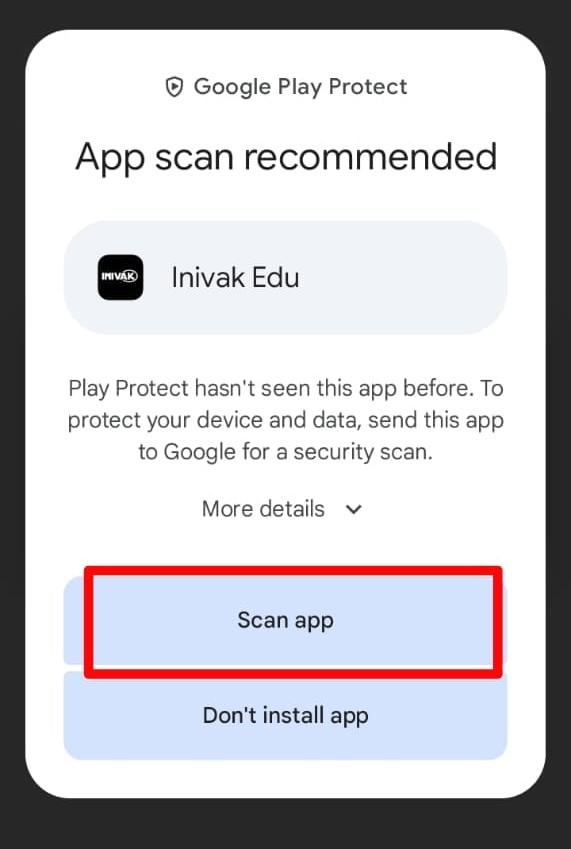 Google Play Protect
App scan recommended
INIVAK
Inivak Edu
Play Protect hasn't seen this app before. To
protect your device and data, send this app
to Google for a security scan.
More details
Scan app
Don't install app